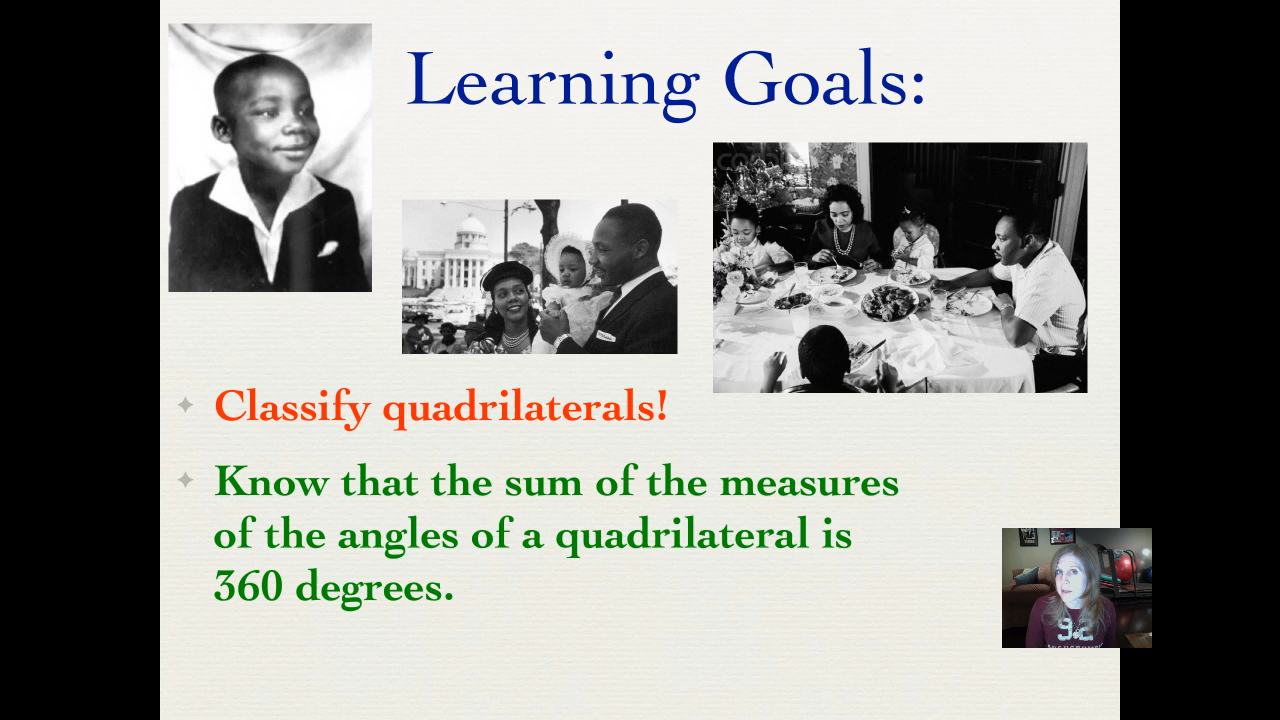 Learning Goals:
Classify quadrilaterals!
Know that the sum of the measures
of the angles of a quadrilateral is
360 degrees.
92